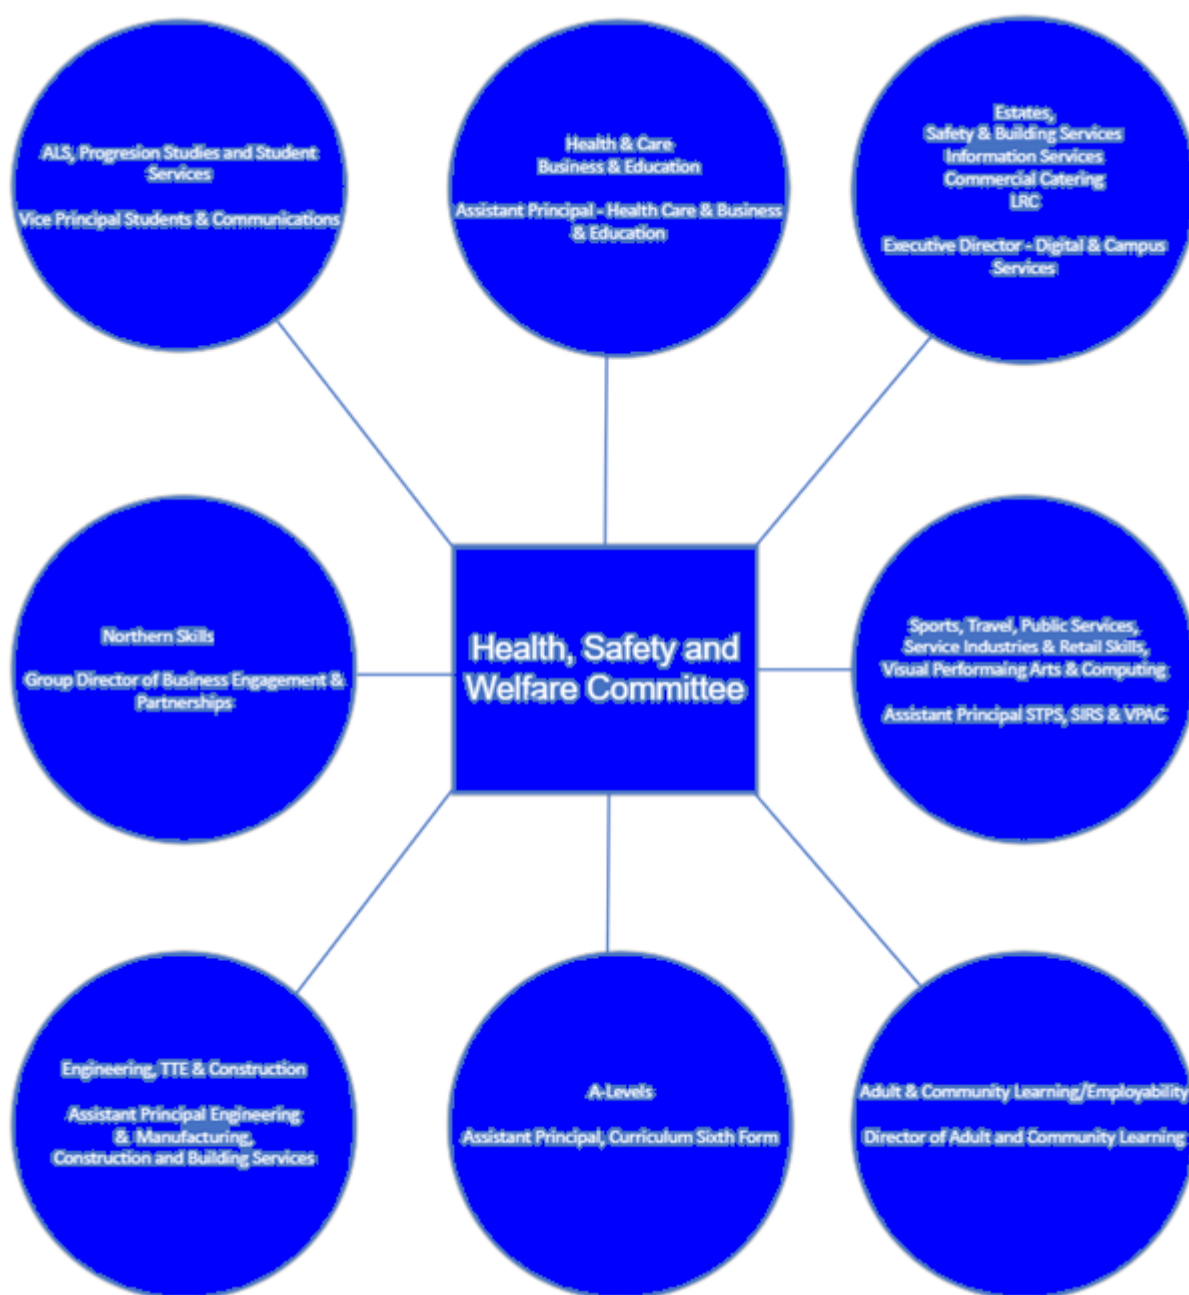 ALS, Progresion Studies and Student
Services
Vice Principal Students & Communications
Health & Care
Business & Education
Assistant Principal - Health Care & Business
& Education
Estates,
Safety & Building Services
Information Services
Commercial Catering
LRC
Executive Director - Digital & Campus
Services
Northern Skills
Group Director of Business Engagement &
Partnerships
Health, Safety and
Welfare Committee
Sports, Travel, Public Services,
Service Industries & Retail Skills,
Visual Performaing Arts & Computing
Assistant Principal STPS, SIRS & VPAC
Engineering, TTE & Construction
Assistant Principal Engineering
& Manufacturing,
Construction and Building Services
A-Levels
Assistant Principal, Curriculum Sixth Form
Adult & Community Learning/Employability
Director of Adult and Community Learning